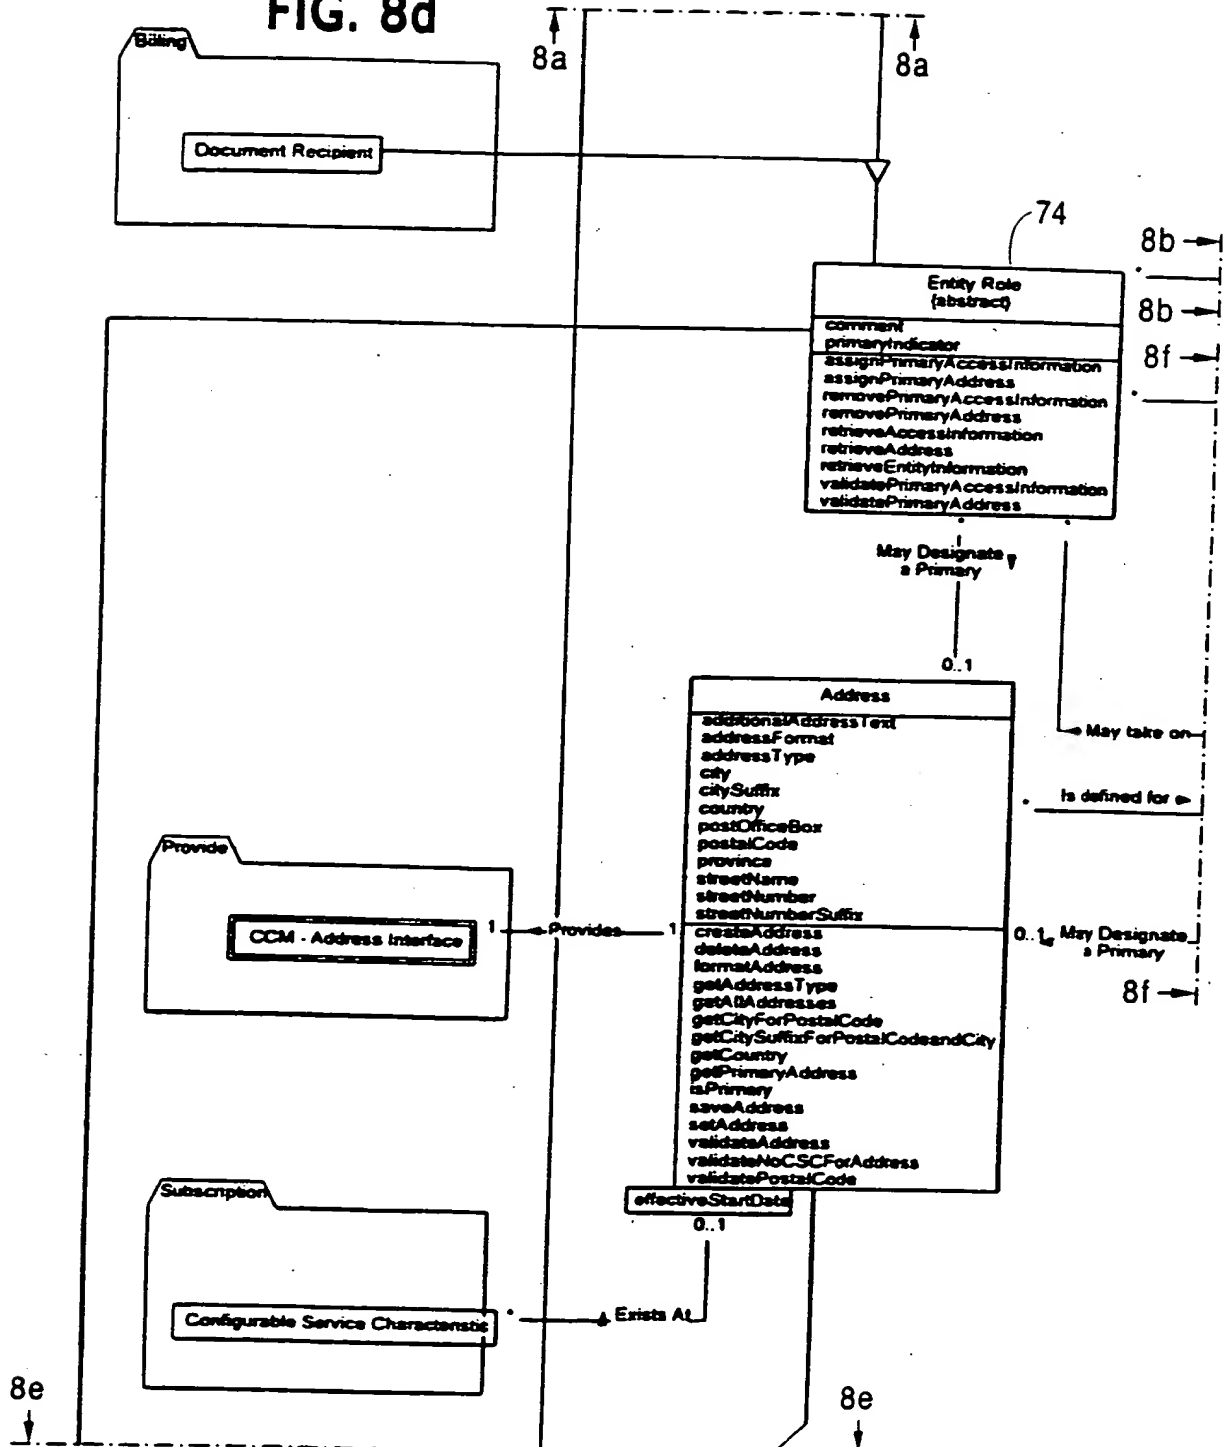 FIG. 8d
8a
8a
Billing
Document Recipient
74
8b
8b
8f
Entity Role
{abstract}
comment
primaryIndicator
assignPrimaryAccessInformation
assignPrimaryAddress
removePrimaryAccessInformation
removePrimaryAddress
retrieveAccessInformation
retrieveAddress
retrieveEntityInformation
validatePrimaryAccessInformation
validatePrimaryAddress
*
*
*
*
May Designate
a Primary
0..1
Address
additionalAddressText
addressFormat
addressType
city
citySuffix
country
postOfficeBox
postalCode
province
streetName
streetNumber
streetNumberSuffix
createAddress
deleteAddress
formatAddress
getAddressType
getAllAddresses
getCityForPostalCode
getCitySuffixForPostalCodeandCity
getCountry
getPrimaryAddress
isPrimary
saveAddress
setAddress
validateAddress
validateNoCSCForAddress
validatePostalCode
May take on
*
Is defined for
0..1
May Designate
a Primary
8f
Provide
CCM - Address Interface
1
Provides
1
effectiveStartDate
0..1
Subscription
Configurable Service Characteristic
*
Exists At
8e
8e